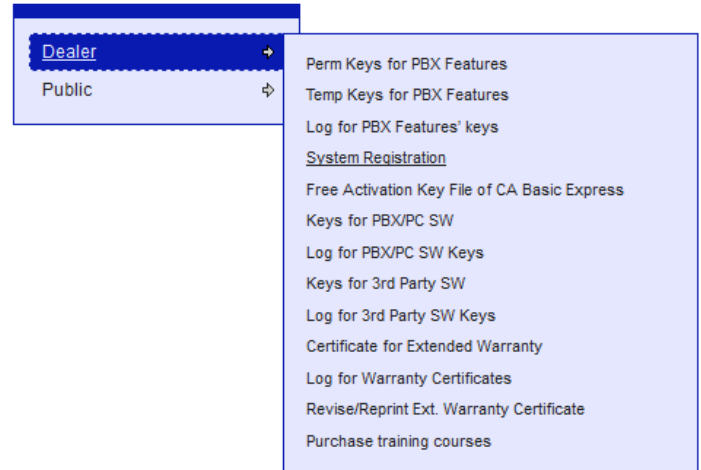 Dealer
Public
Perm Keys for PBX Features
Temp Keys for PBX Features
Log for PBX Features' keys
System Registration
Free Activation Key File of CA Basic Express
Keys for PBX/PC SW
Log for PBX/PC SW Keys
Keys for 3rd Party SW
Log for 3rd Party SW Keys
Certificate for Extended Warranty
Log for Warranty Certificates
Revise/Reprint Ext. Warranty Certificate
Purchase training courses